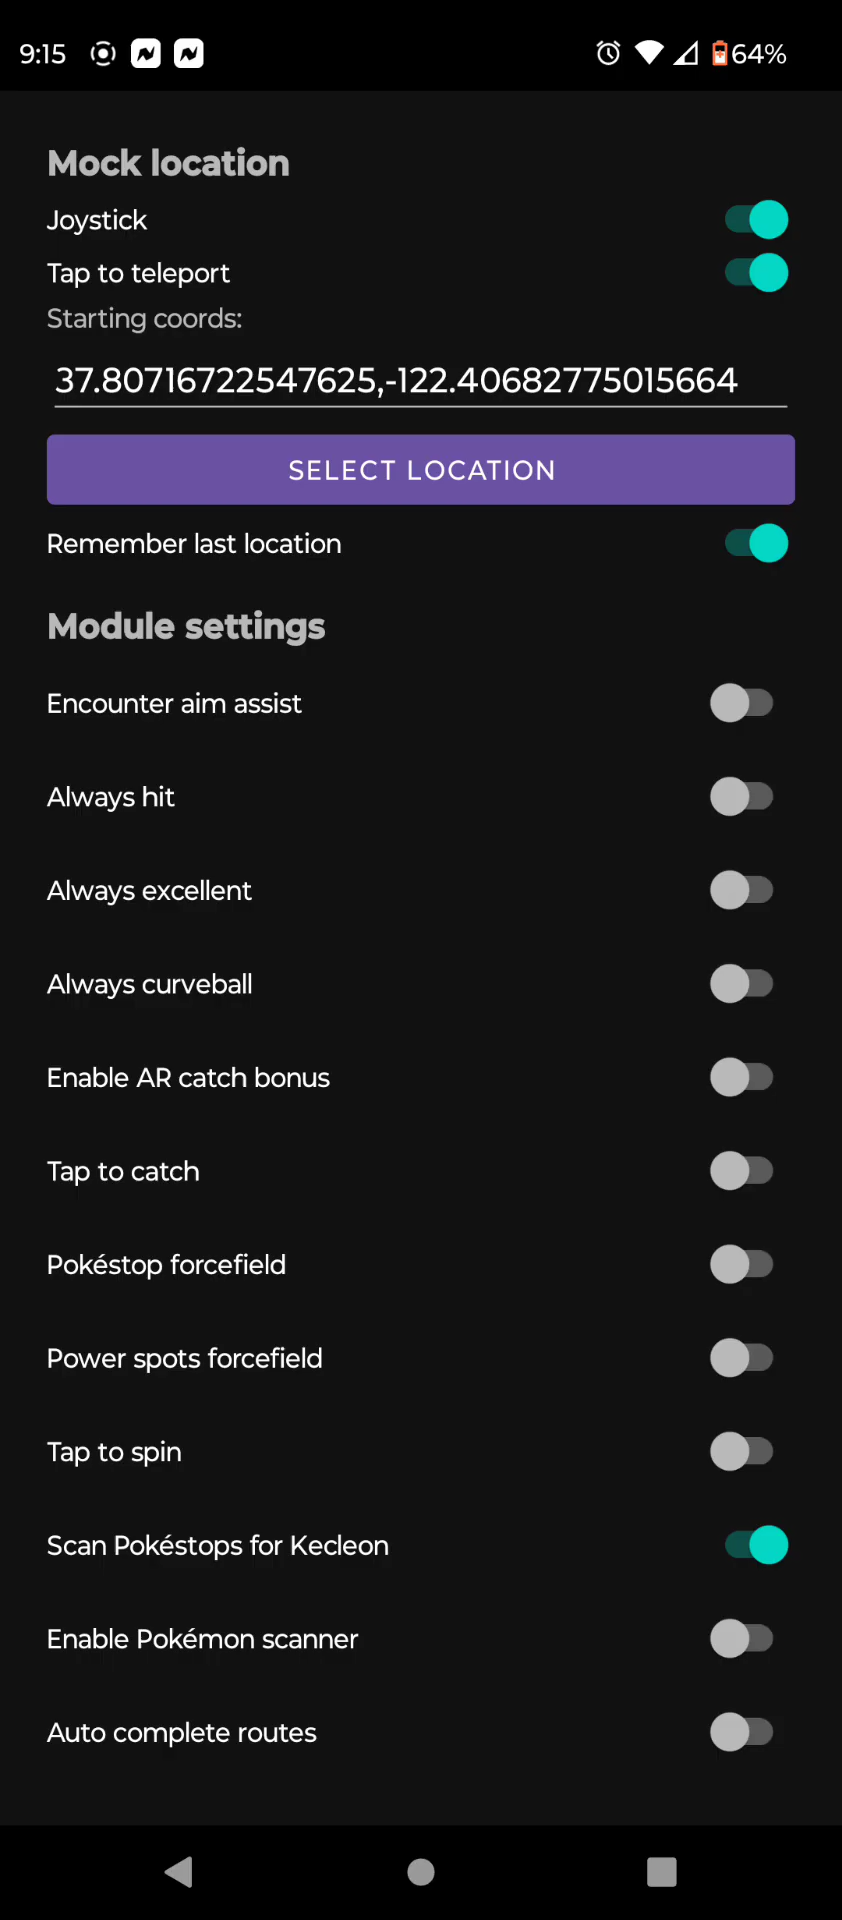 9:15 64%
Mock location
Joystick
Tap to teleport
Starting coords:
37.80716722547625,-122.40682775015664
SELECT LOCATION
Remember last location
Module settings
Encounter aim assist
Always hit
Always excellent
Always curveball
Enable AR catch bonus
Tap to catch
Pokéstop forcefield
Power spots forcefield
Tap to spin
Scan Pokéstops for Kecleon
Enable Pokémon scanner
Auto complete routes